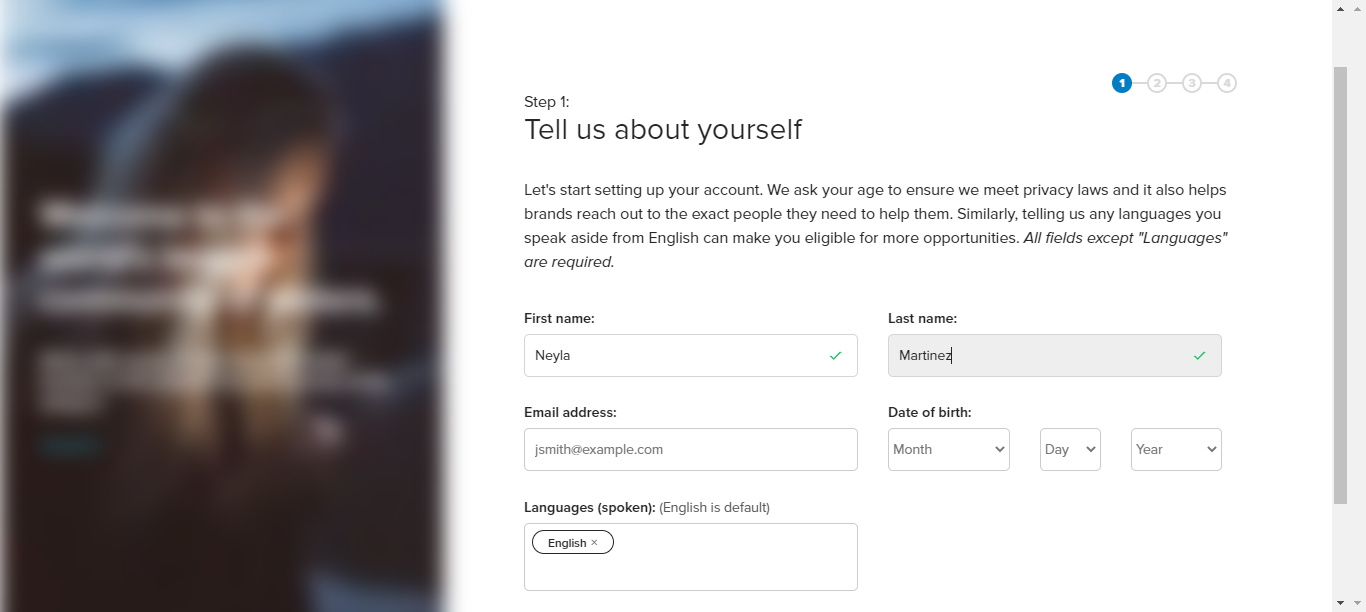 1 2 3 4
Step 1:
Tell us about yourself
Let's start setting up your account. We ask your age to ensure we meet privacy laws and it also helps
brands reach out to the exact people they need to help them. Similarly, telling us any languages you
speak aside from English can make you eligible for more opportunities. All fields except "Languages"
are required.
First name: Last name:
Neyla Martinez
Email address: Date of birth:
jsmith@example.com Month Day Year
Languages (spoken): (English is default)
English ×